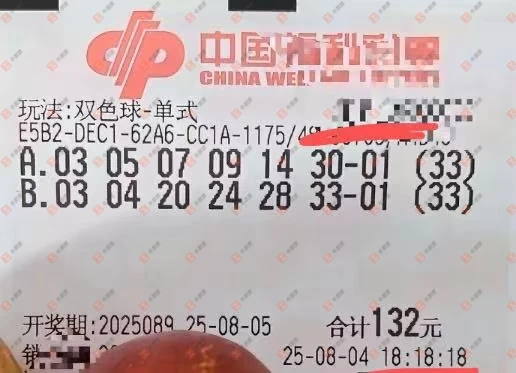 中国福利彩票
CHINA WEL
玩法:双色球-单式
E5B2-DEC1-62A6-CC1A-1175/
A.03 05 07 09 14 30-01 (33)
B.03 04 20 24 28 33-01 (33)
开奖期:2025089 25-08-05 合计132元
销 25-08-04 18:18:18